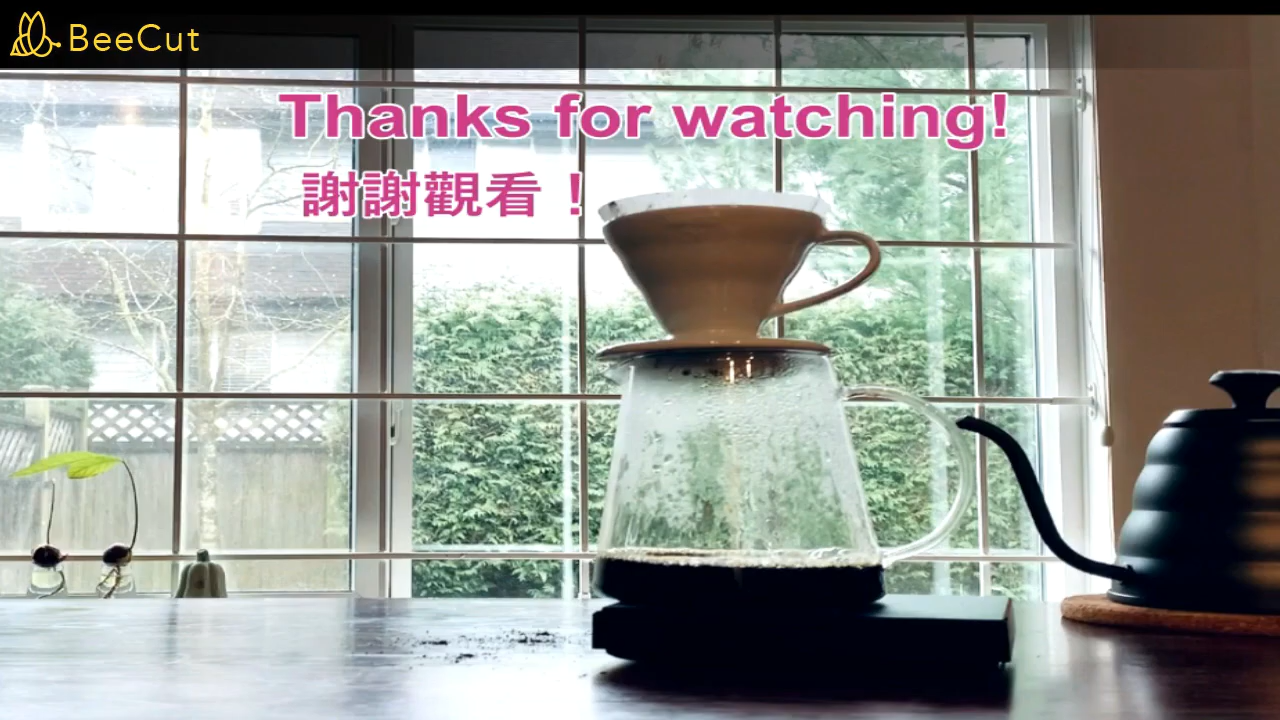 BeeCut
Thanks for watching!
謝謝觀看！